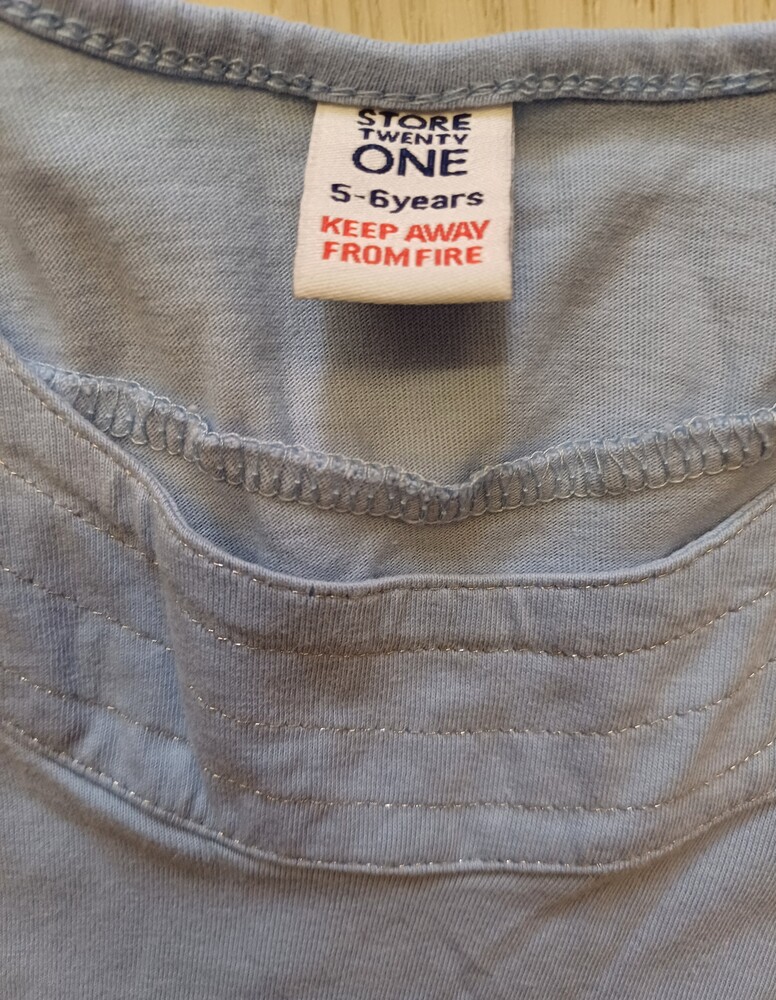 STORE
TWENTY
ONE
5-6years
KEEP AWAY
FROM FIRE